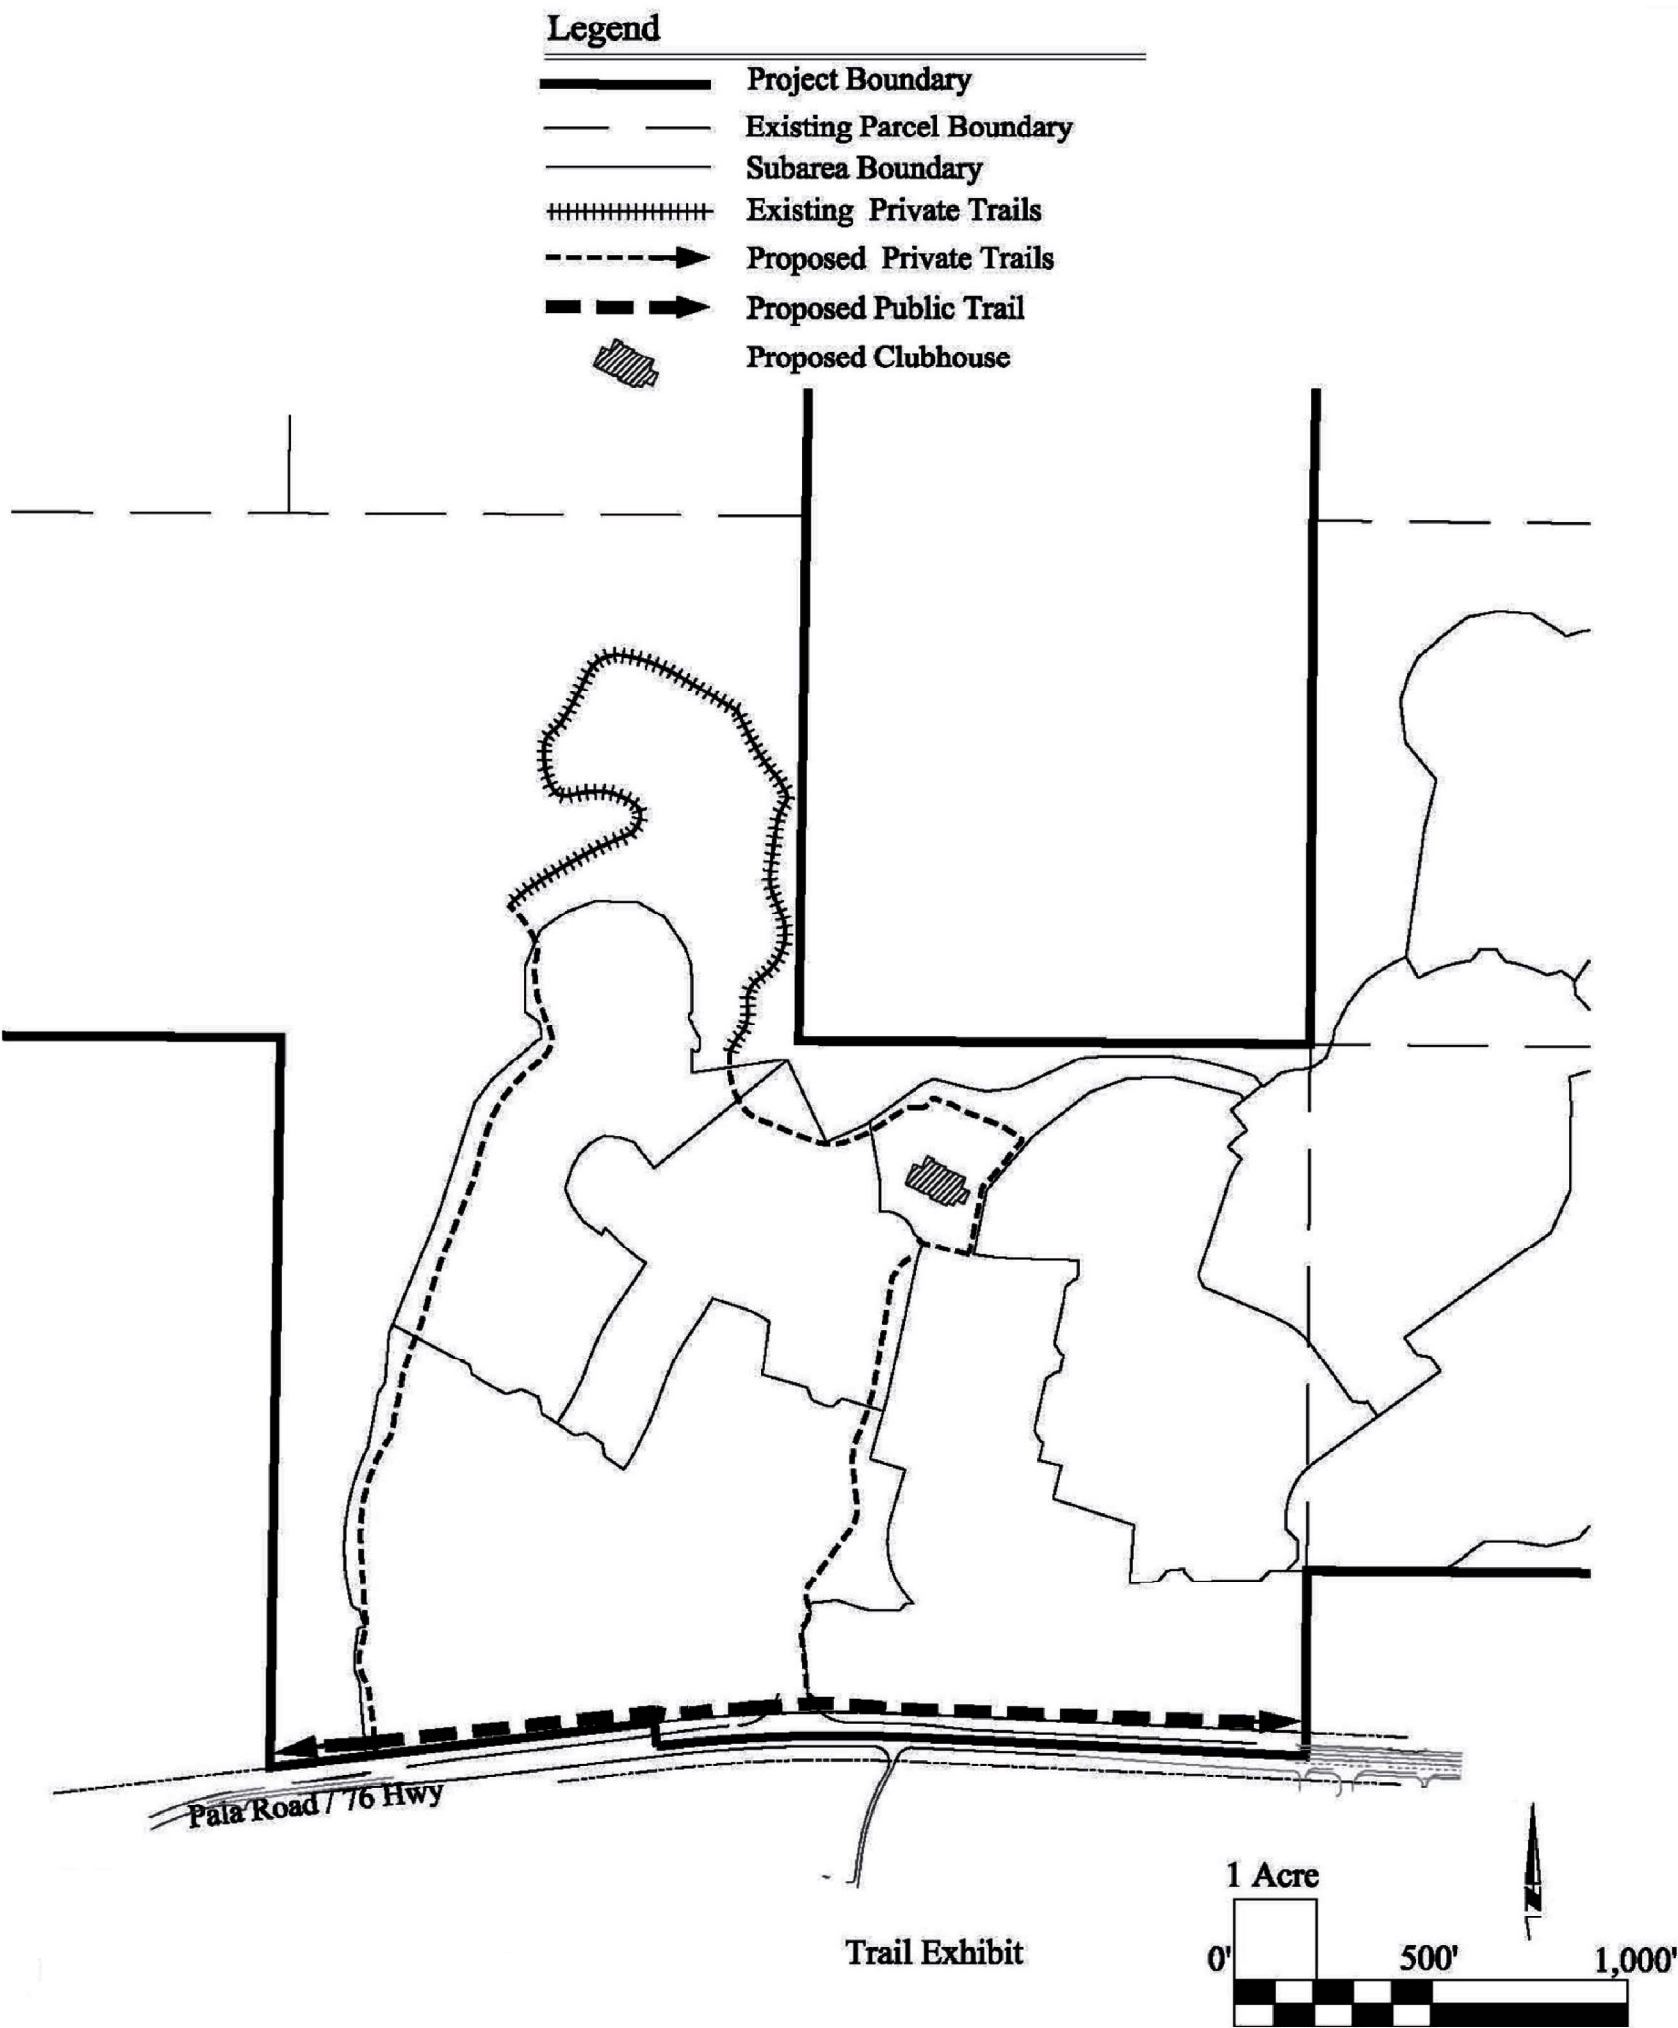 Legend
Project Boundary
Existing Parcel Boundary
Subarea Boundary
Existing Private Trails
Proposed Private Trails
Proposed Public Trail
Proposed Clubhouse
Pala Road / 76 Hwy
1 Acre
Trail Exhibit
0' 500' 1,000'